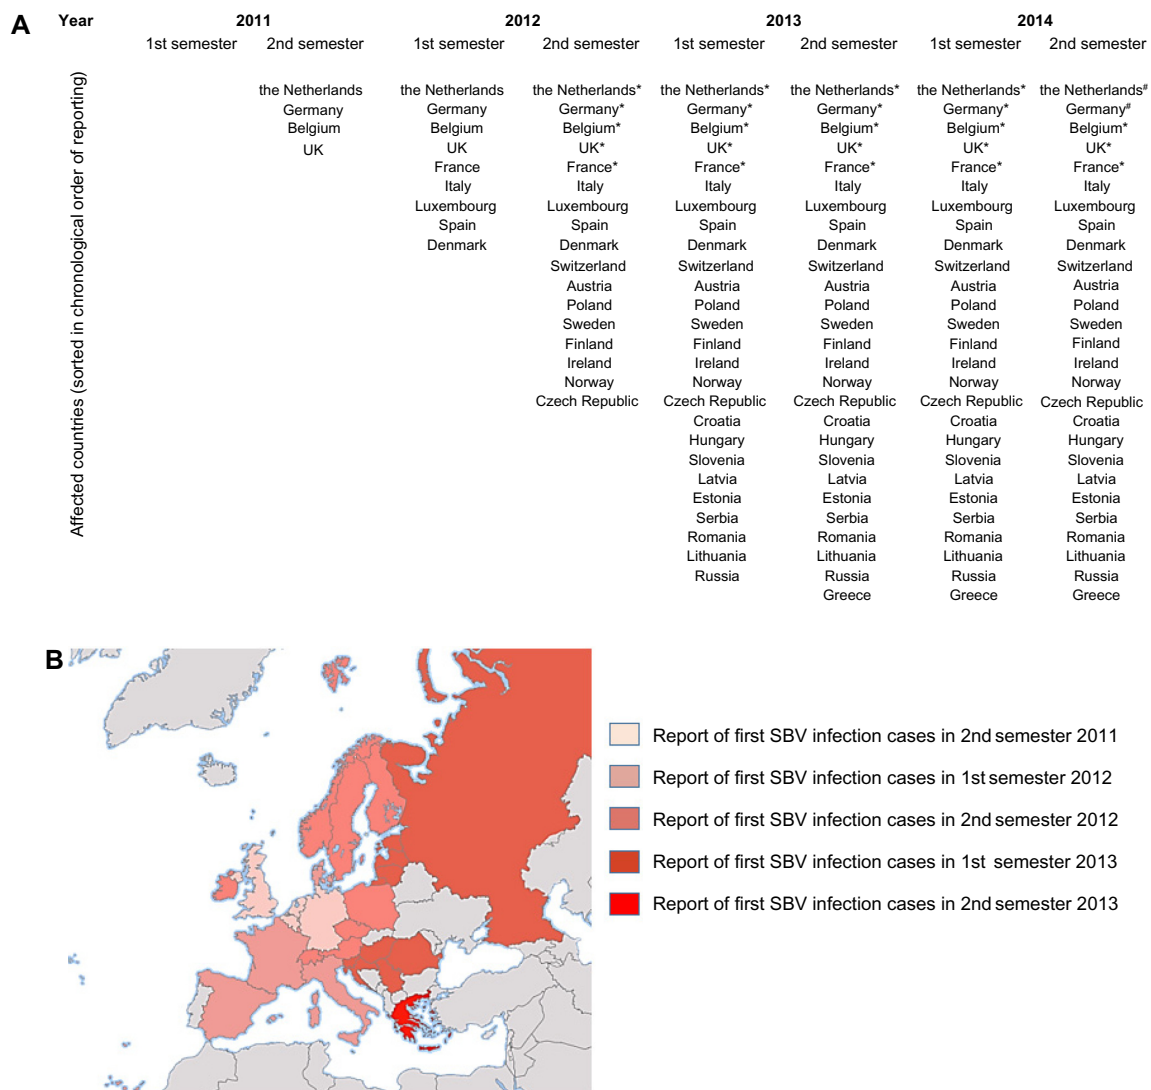 A
Year 2011 2012 2013 2014
1st semester 2nd semester 1st semester 2nd semester 1st semester 2nd semester 1st semester 2nd semester
Affected countries (sorted in chronological order of reporting)
the Netherlands the Netherlands the Netherlands* the Netherlands* the Netherlands* the Netherlands* the Netherlands#
Germany Germany Germany* Germany* Germany* Germany* Germany#
Belgium Belgium Belgium* Belgium* Belgium* Belgium* Belgium*
UK UK UK* UK* UK* UK* UK*
France France* France* France* France* France*
Italy Italy Italy Italy Italy Italy
Luxembourg Luxembourg Luxembourg Luxembourg Luxembourg Luxembourg
Spain Spain Spain Spain Spain Spain
Denmark Denmark Denmark Denmark Denmark Denmark
Switzerland Switzerland Switzerland Switzerland Switzerland
Austria Austria Austria Austria Austria
Poland Poland Poland Poland Poland
Sweden Sweden Sweden Sweden Sweden
Finland Finland Finland Finland Finland
Ireland Ireland Ireland Ireland Ireland
Norway Norway Norway Norway Norway
Czech Republic Czech Republic Czech Republic Czech Republic Czech Republic
Croatia Croatia Croatia Croatia
Hungary Hungary Hungary Hungary
Slovenia Slovenia Slovenia Slovenia
Latvia Latvia Latvia Latvia
Estonia Estonia Estonia Estonia
Serbia Serbia Serbia Serbia
Romania Romania Romania Romania
Lithuania Lithuania Lithuania Lithuania
Russia Russia Russia Russia
Greece Greece Greece
B
Report of first SBV infection cases in 2nd semester 2011
Report of first SBV infection cases in 1st semester 2012
Report of first SBV infection cases in 2nd semester 2012
Report of first SBV infection cases in 1st semester 2013
Report of first SBV infection cases in 2nd semester 2013